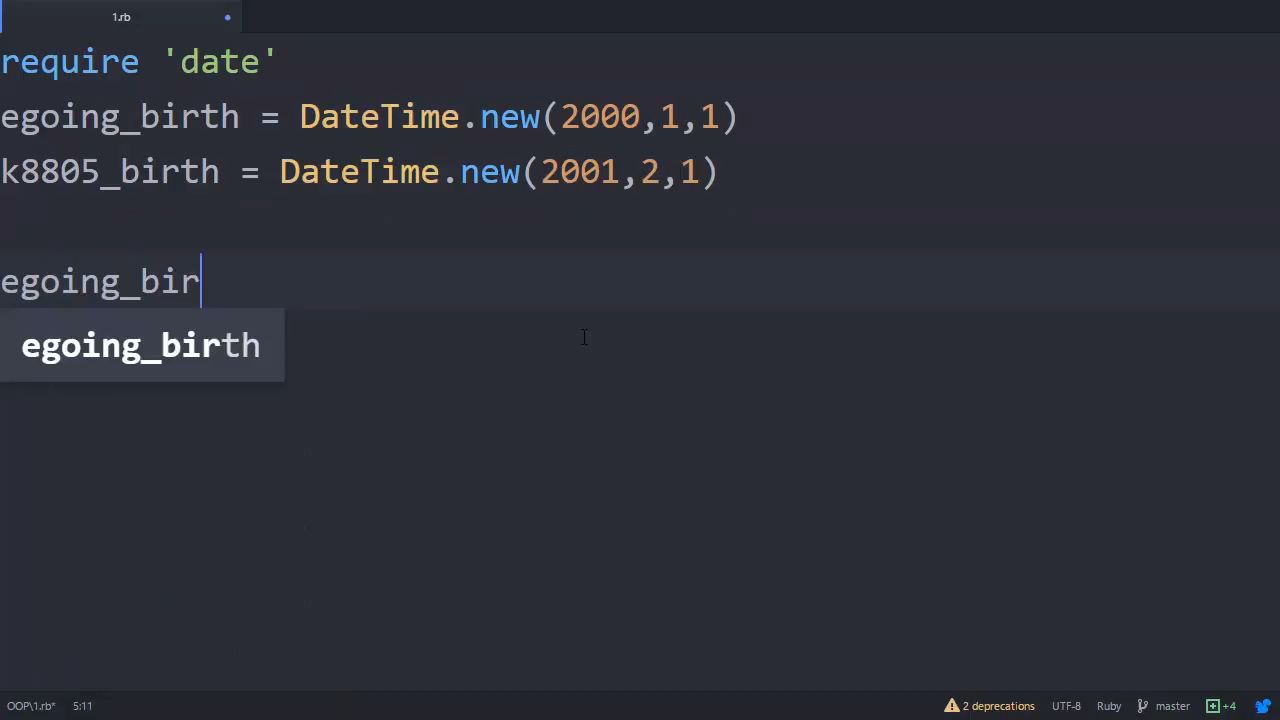 1.rb
require 'date'
egoing_birth = DateTime.new(2000,1,1)
k8805_birth = DateTime.new(2001,2,1)
egoing_bir
egoing_birth
OOP\1.rb* 5:11 2 deprecations UTF-8 Ruby master +4